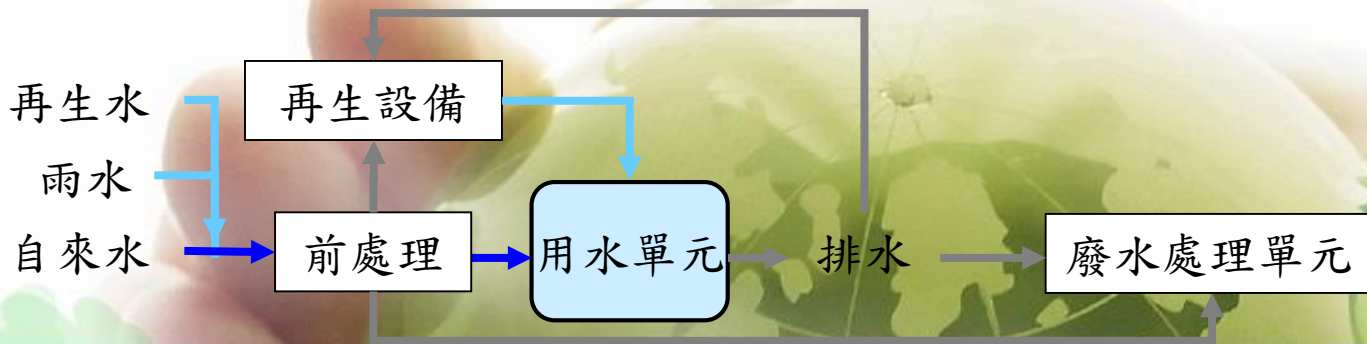 再生水
再生設備
雨水
自來水
前處理
用水單元
排水
廢水處理單元